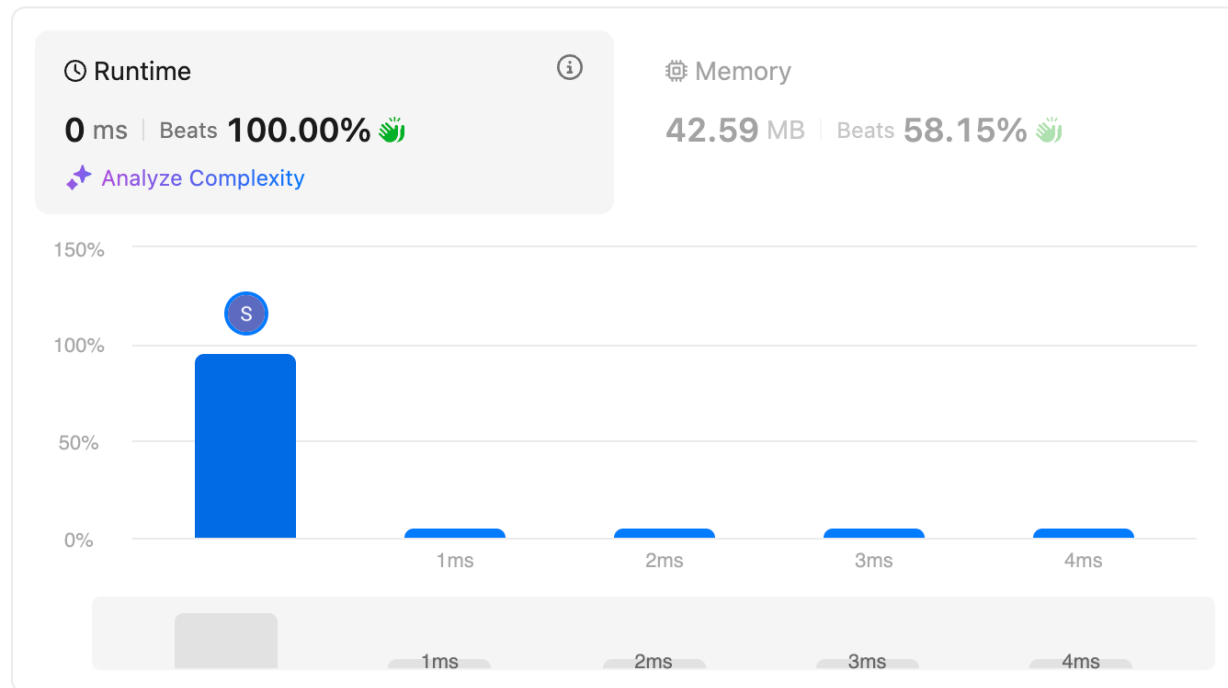 Runtime
0 ms | Beats 100.00%
Analyze Complexity
Memory
42.59 MB | Beats 58.15%
150%
S
100%
50%
0%
1ms 2ms 3ms 4ms
1ms 2ms 3ms 4ms